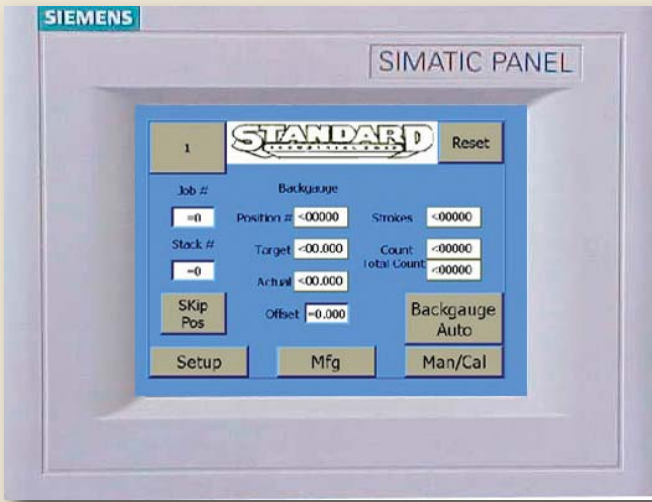 SIEMENS
SIMATIC PANEL
1
STANDARD
Reset
Job #
Backgauge
=0
Position # <00000
Strokes <00000
Stack #
Target <00.000
Count <00000
=0
Total Count <00000
Actual <00.000
SKip
Pos
Offset =0.000
Backgauge
Auto
Setup
Mfg
Man/Cal